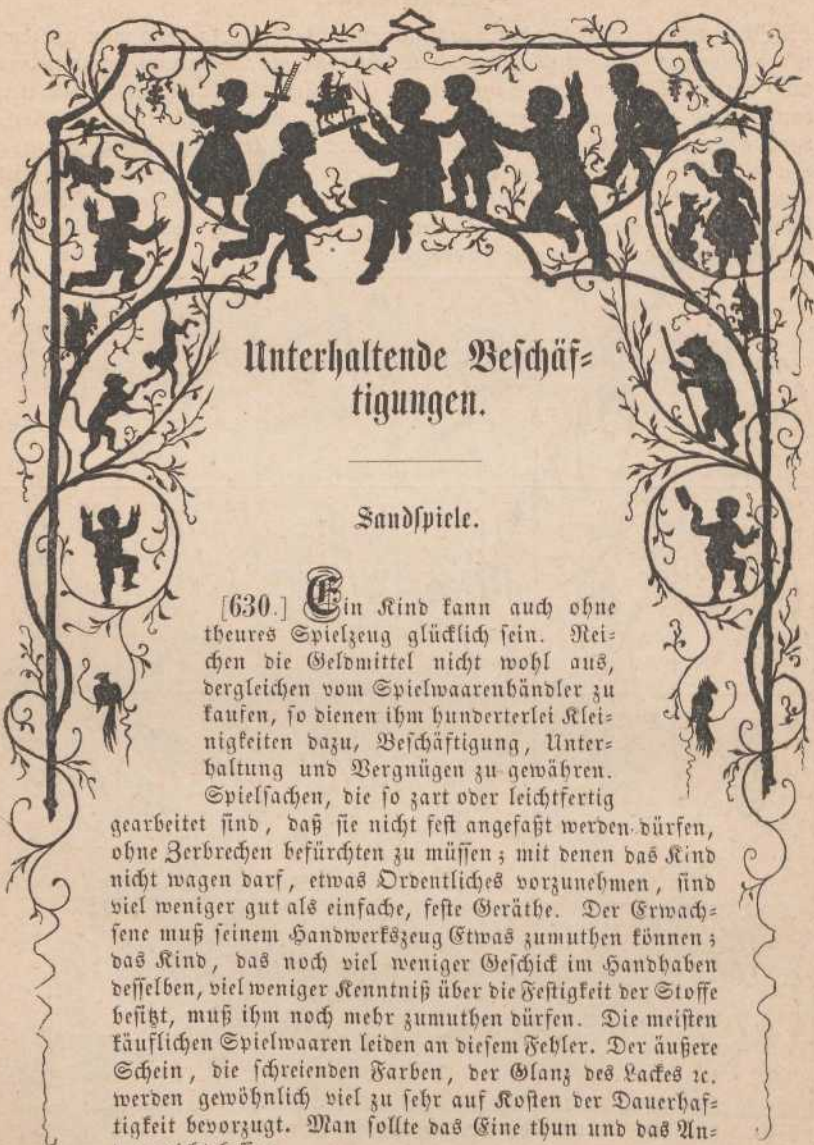 Unterhaltende Beschäf-
tigungen.
Sandspiele.
[630.] Ein Kind kann auch ohne
theures Spielzeug glücklich sein. Rei-
chen die Geldmittel nicht wohl aus,
dergleichen vom Spielwaarenhändler zu
kaufen, so dienen ihm hunderterlei Klei-
nigkeiten dazu, Beschäftigung, Unter-
haltung und Vergnügen zu gewähren.
Spielsachen, die so zart oder leichtfertig
gearbeitet sind, daß sie nicht fest angefaßt werden dürfen,
ohne Zerbrechen befürchten zu müssen; mit denen das Kind
nicht wagen darf, etwas Ordentliches vorzunehmen, sind
viel weniger gut als einfache, feste Geräthe. Der Erwach-
sene muß seinem Handwerkszeug Etwas zumuthen können;
das Kind, das noch viel weniger Geschick im Handhaben
desselben, viel weniger Kenntniß über die Festigkeit der Stoffe
besitzt, muß ihm noch mehr zumuthen dürfen. Die meisten
käuflichen Spielwaaren leiden an diesem Fehler. Der äußere
Schein, die schreienden Farben, der Glanz des Lackes ꝛc.
werden gewöhnlich viel zu sehr auf Kosten der Dauerhaf-
tigkeit bevorzugt. Man sollte das Eine thun und das An-